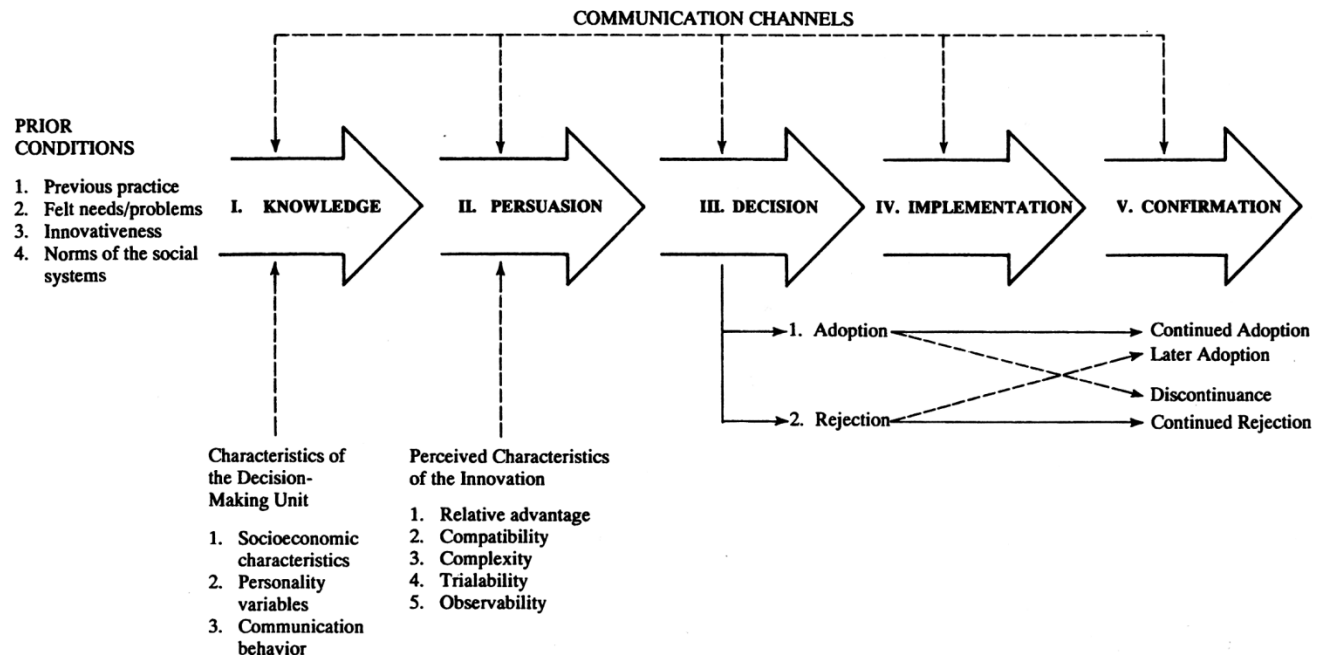 COMMUNICATION CHANNELS
PRIOR
CONDITIONS
1. Previous practice
2. Felt needs/problems
3. Innovativeness
4. Norms of the social
systems
I. KNOWLEDGE
II. PERSUASION
III. DECISION
IV. IMPLEMENTATION
V. CONFIRMATION
1. Adoption
2. Rejection
Continued Adoption
Later Adoption
Discontinuance
Continued Rejection
Characteristics of
the Decision-
Making Unit
1. Socioeconomic
characteristics
2. Personality
variables
3. Communication
behavior
Perceived Characteristics
of the Innovation
1. Relative advantage
2. Compatibility
3. Complexity
4. Trialability
5. Observability